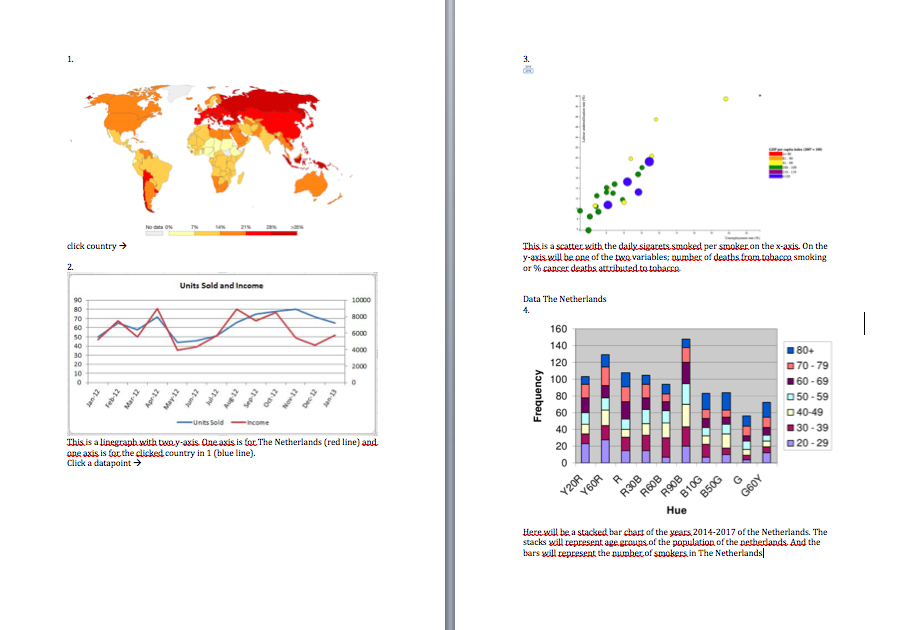 1.
No data 0% 7% 14% 21% 28% >35%
click country →
2.
Units Sold and Income
90
80
70
60
50
40
30
20
10
0
10000
8000
6000
4000
2000
0
Jan-12 Feb-12 Mar-12 Apr-12 May-12 Jun-12 Jul-12 Aug-12 Sep-12 Oct-12 Nov-12 Dec-12 Jan-13
Units Sold Income
This is a linegraph with two y-axis. One axis is for The Netherlands (red line) and
one axis is for the clicked country in 1 (blue line).
Click a datapoint →
3.
This is a scatter with the daily sigarets smoked per smoker on the x-axis. On the
y-axis will be one of the two variables; number of deaths from tobacco smoking
or % cancer deaths attributed to tobacco.
Data The Netherlands
4.
160
140
120
100
80
60
40
20
0
Frequency
Y20R Y60R R R30B R60B R90B B10G B50G G G60Y
Hue
80+
70 - 79
60 - 69
50 - 59
40-49
30 - 39
20 - 29
Here will be a stacked bar chart of the years 2014-2017 of the Netherlands. The
stacks will represent age groups of the population of the netherlands. And the
bars will represent the number of smokers in The Netherlands